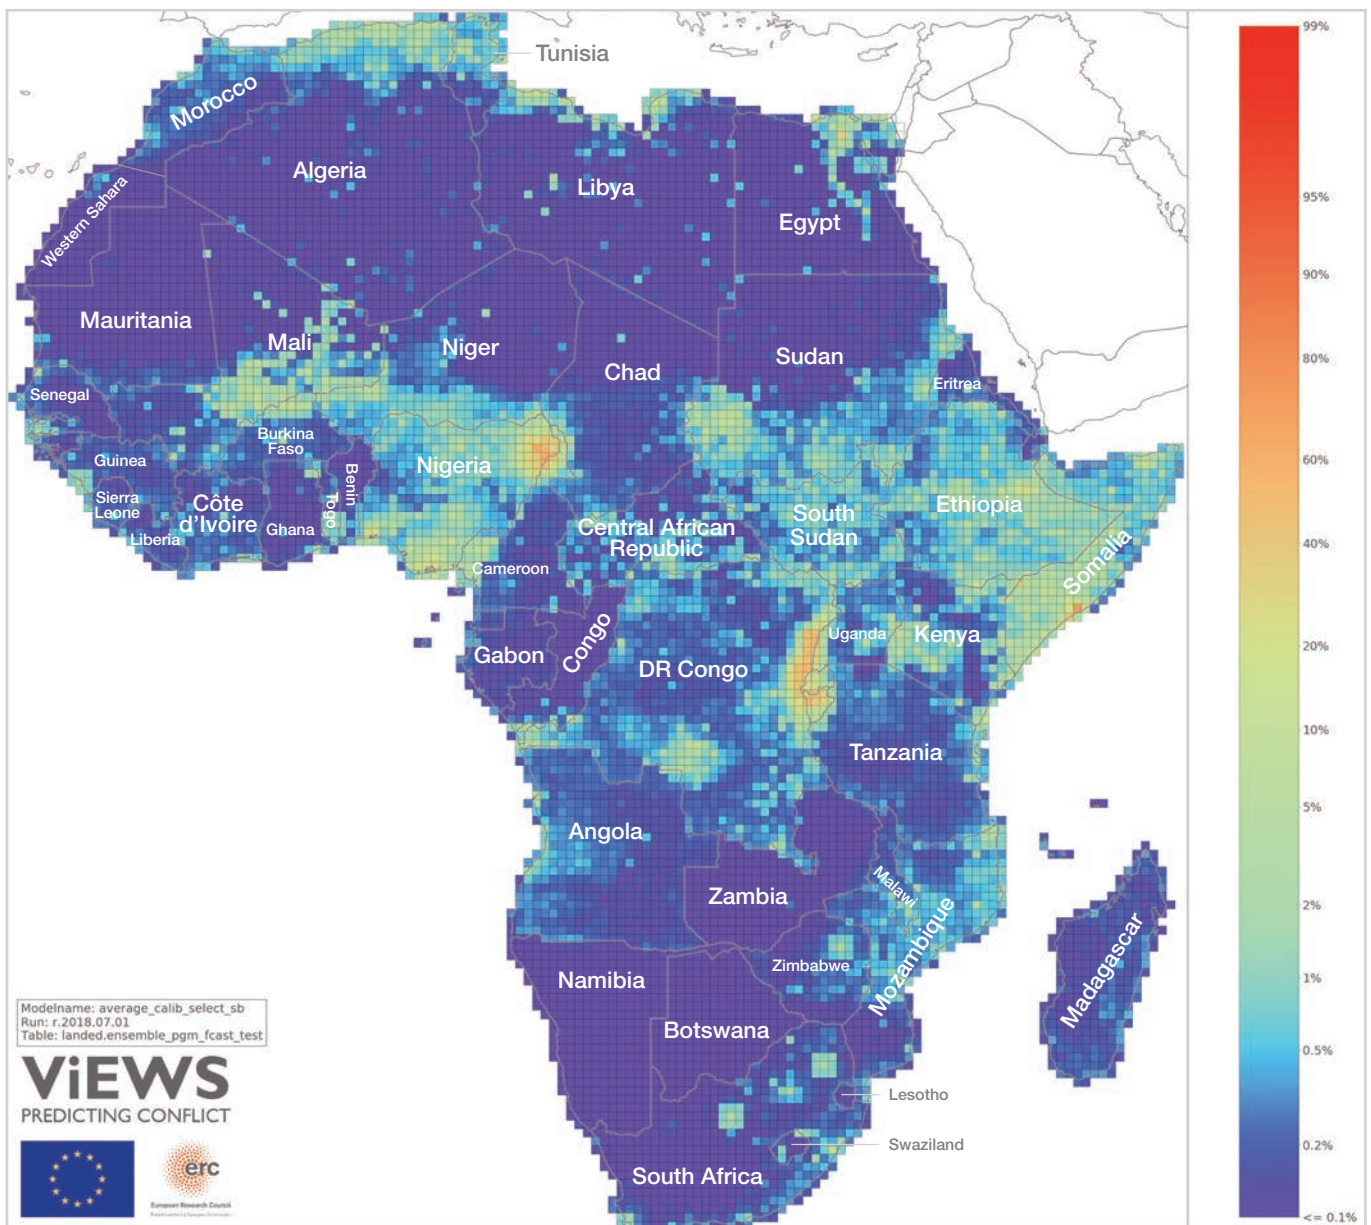 Tunisia
Morocco
Algeria
Libya
Egypt
Western Sahara
Mauritania
Mali
Niger
Chad
Sudan
Eritrea
Senegal
Burkina
Faso
Guinea
Nigeria
Benin
Togo
Sierra
Leone
Côte
d'Ivoire
Ghana
Liberia
Cameroon
Central African
Republic
South
Sudan
Ethiopia
Somalia
Uganda
Kenya
Gabon
Congo
DR Congo
Tanzania
Angola
Zambia
Malawi
Mozambique
Zimbabwe
Namibia
Botswana
Madagascar
Lesotho
Swaziland
South Africa
99%
95%
90%
80%
60%
40%
20%
10%
5%
2%
1%
0.5%
0.2%
<= 0.1%
Modelname: average_calib_select_sb
Run: r.2018.07.01
Table: landed.ensemble_pgm_fcast_test
ViEWS
PREDICTING CONFLICT
erc
European Research Council